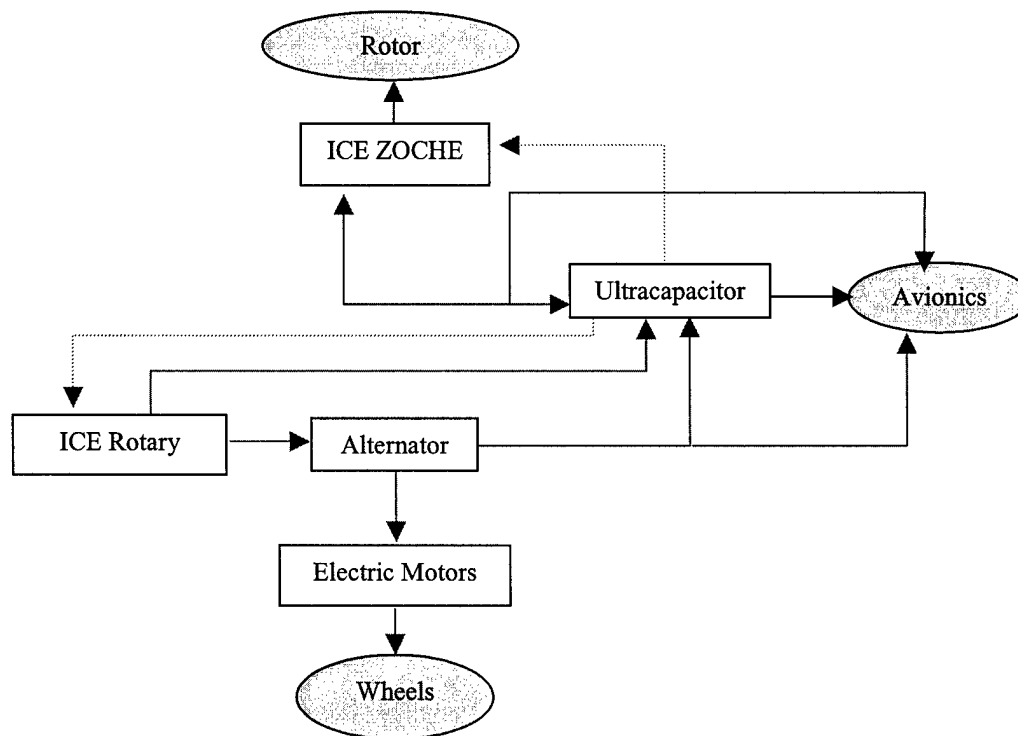 Rotor
ICE ZOCHE
Ultracapacitor
Avionics
ICE Rotary
Alternator
Electric Motors
Wheels